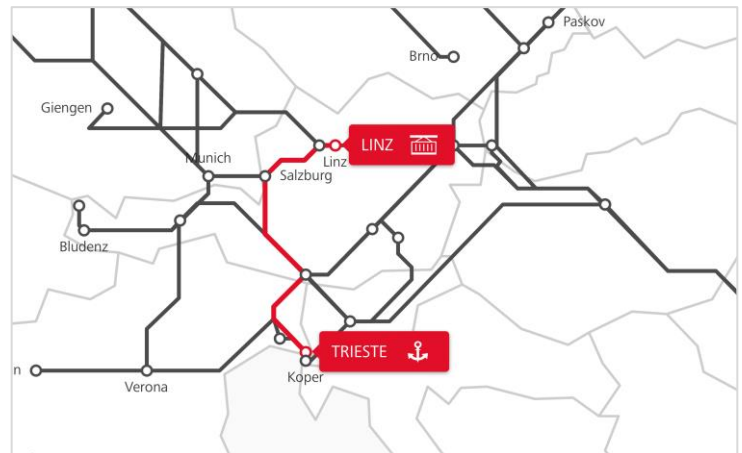 Paskov
Brno
Giengen
LINZ
Munich
Linz
Salzburg
Bludenz
TRIESTE
n
Koper
Verona